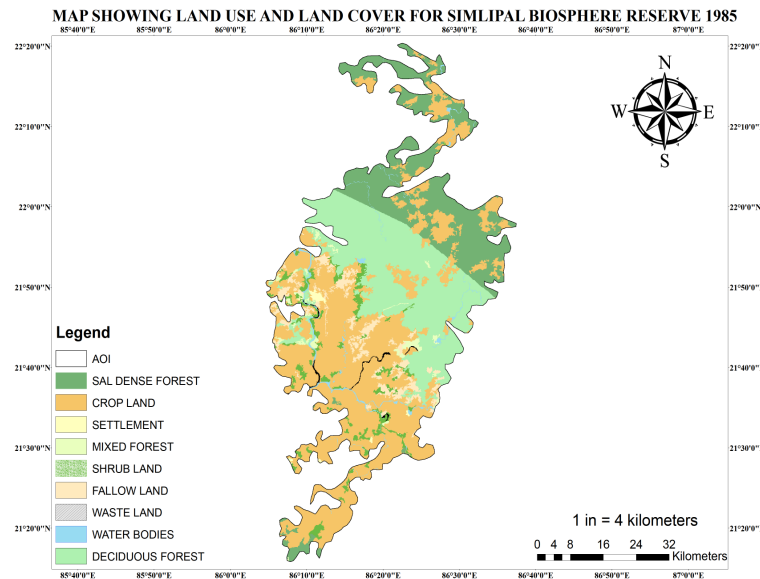 MAP SHOWING LAND USE AND LAND COVER FOR SIMLIPAL BIOSPHERE RESERVE 1985
85°40'0"E 85°50'0"E 86°0'0"E 86°10'0"E 86°20'0"E 86°30'0"E 86°40'0"E 86°50'0"E 87°0'0"E
22°20'0"N 22°20'0"N
N
W E
S
22°10'0"N 22°10'0"N
22°0'0"N 22°0'0"N
21°50'0"N 21°50'0"N
Legend
AOI
21°40'0"N 21°40'0"N
SAL DENSE FOREST
CROP LAND
SETTLEMENT
MIXED FOREST
21°30'0"N 21°30'0"N
SHRUB LAND
FALLOW LAND
WASTE LAND
WATER BODIES
DECIDUOUS FOREST
1 in = 4 kilometers
21°20'0"N 21°20'0"N
0 4 8 16 24 32
Kilometers
85°40'0"E 85°50'0"E 86°0'0"E 86°10'0"E 86°20'0"E 86°30'0"E 86°40'0"E 86°50'0"E 87°0'0"E